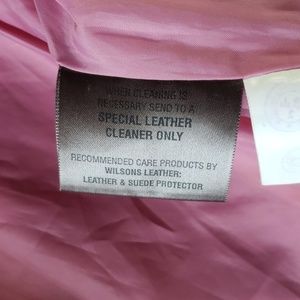 WHEN CLEANING IS
NECESSARY SEND TO A
SPECIAL LEATHER
CLEANER ONLY
RECOMMENDED CARE PRODUCTS BY
WILSONS LEATHER:
LEATHER & SUEDE PROTECTOR